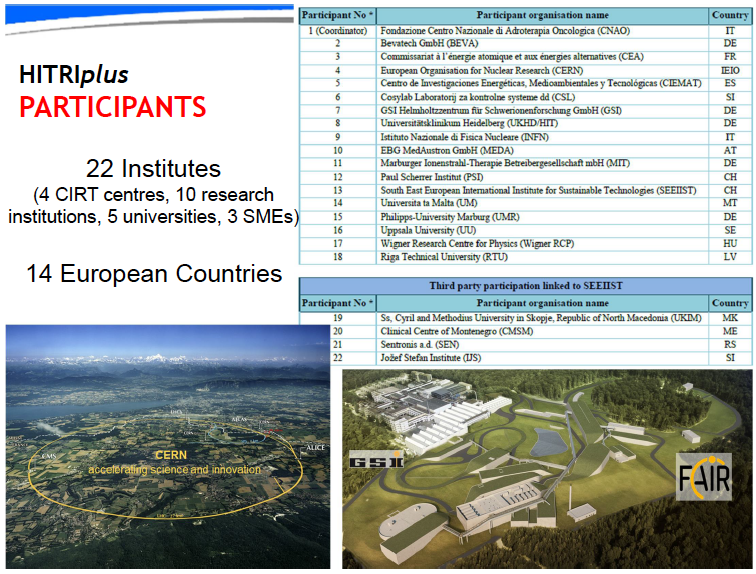 HITRIplus
PARTICIPANTS
22 Institutes
(4 CIRT centres, 10 research
institutions, 5 universities, 3 SMEs)
14 European Countries
Participant No * Participant organisation name Country
1 (Coordinator) Fondazione Centro Nazionale di Adroterapia Oncologica (CNAO) IT
2 Bevatech GmbH (BEVA) DE
3 Commissariat à l'énergie atomique et aux énergies alternatives (CEA) FR
4 European Organisation for Nuclear Research (CERN) IEIO
5 Centro de Investigaciones Energéticas, Medioambientales y Tecnológicas (CIEMAT) ES
6 Cosylab Laboratorij za kontrolne systeme dd (CSL) SI
7 GSI Helmholtzzentrum für Schwerionenforschung GmbH (GSI) DE
8 Universitätsklinikum Heidelberg (UKHD/HIT) DE
9 Istituto Nazionale di Fisica Nucleare (INFN) IT
10 EBG MedAustron GmbH (MEDA) AT
11 Marburger Ionenstrahl-Therapie Betreibergesellschaft mbH (MIT) DE
12 Paul Scherrer Institut (PSI) CH
13 South East European International Institute for Sustainable Technologies (SEEIIST) CH
14 Universita ta Malta (UM) MT
15 Philipps-University Marburg (UMR) DE
16 Uppsala University (UU) SE
17 Wigner Research Centre for Physics (Wigner RCP) HU
18 Riga Technical University (RTU) LV
Third party participation linked to SEEIIST
Participant No * Participant organisation name Country
19 Ss, Cyril and Methodius University in Skopje, Republic of North Macedonia (UKIM) MK
20 Clinical Centre of Montenegro (CMSM) ME
21 Sentronis a.d. (SEN) RS
22 Jožef Stefan Institute (IJS) SI
ATLAS
CMS
ALICE
CERN
accelerating science and innovation
GSI
FAIR